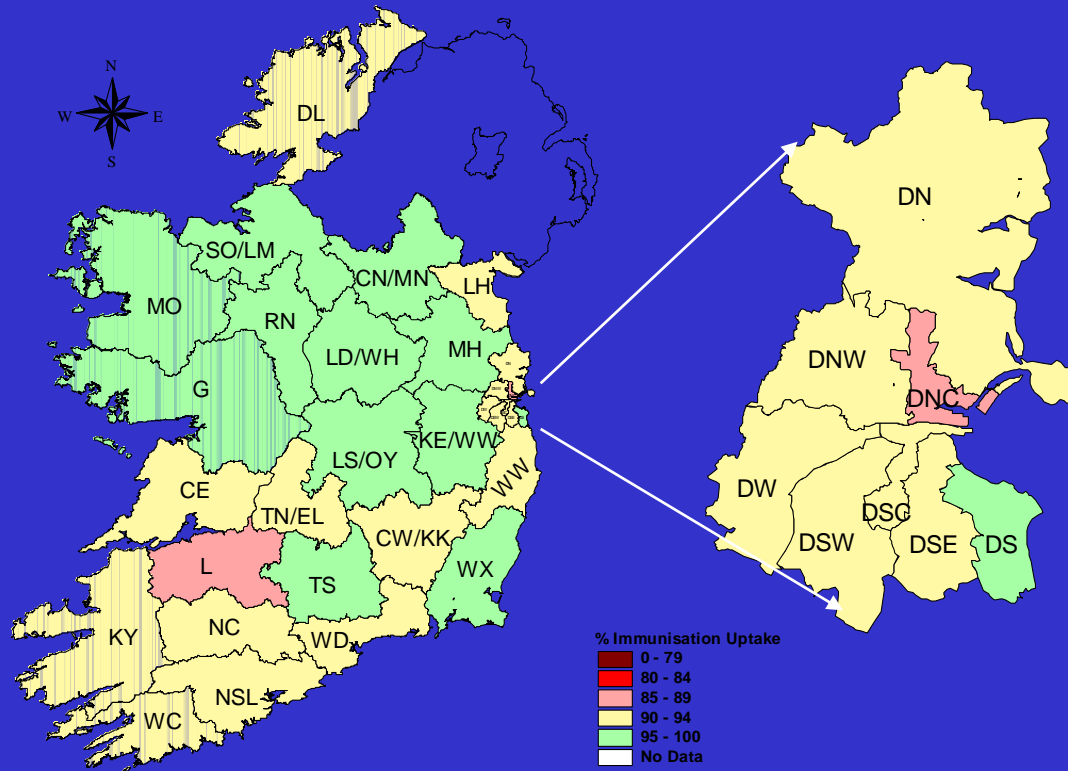 N
W E
S
DL
SO/LM
CN/MN
LH
MO
RN
LD/WH
MH
G
KE/WW
LS/OY
WW
CE
TN/EL
CW/KK
L
TS
WX
KY
NC
WD
NSL
WC
DN
DNW
DNC
DW
DSC
DSW
DSE
DS
% Immunisation Uptake
0 - 79
80 - 84
85 - 89
90 - 94
95 - 100
No Data